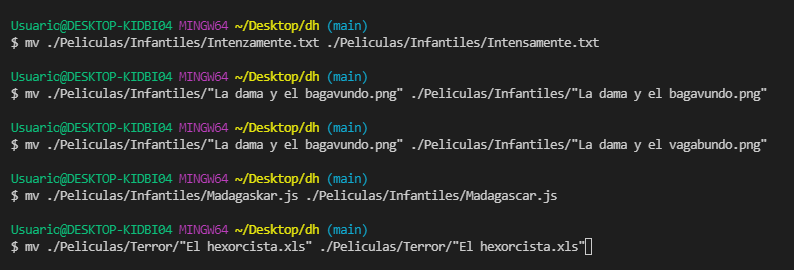 Usuario@DESKTOP-KIDBI04 MINGW64 ~/Desktop/dh (main)
$ mv ./Peliculas/Infantiles/Intenzamente.txt ./Peliculas/Infantiles/Intensamente.txt
Usuario@DESKTOP-KIDBI04 MINGW64 ~/Desktop/dh (main)
$ mv ./Peliculas/Infantiles/"La dama y el bagavundo.png" ./Peliculas/Infantiles/"La dama y el bagavundo.png"
Usuario@DESKTOP-KIDBI04 MINGW64 ~/Desktop/dh (main)
$ mv ./Peliculas/Infantiles/"La dama y el bagavundo.png" ./Peliculas/Infantiles/"La dama y el vagabundo.png"
Usuario@DESKTOP-KIDBI04 MINGW64 ~/Desktop/dh (main)
$ mv ./Peliculas/Infantiles/Madagaskar.js ./Peliculas/Infantiles/Madagascar.js
Usuario@DESKTOP-KIDBI04 MINGW64 ~/Desktop/dh (main)
$ mv ./Peliculas/Terror/"El hexorcista.xls" ./Peliculas/Terror/"El hexorcista.xls"